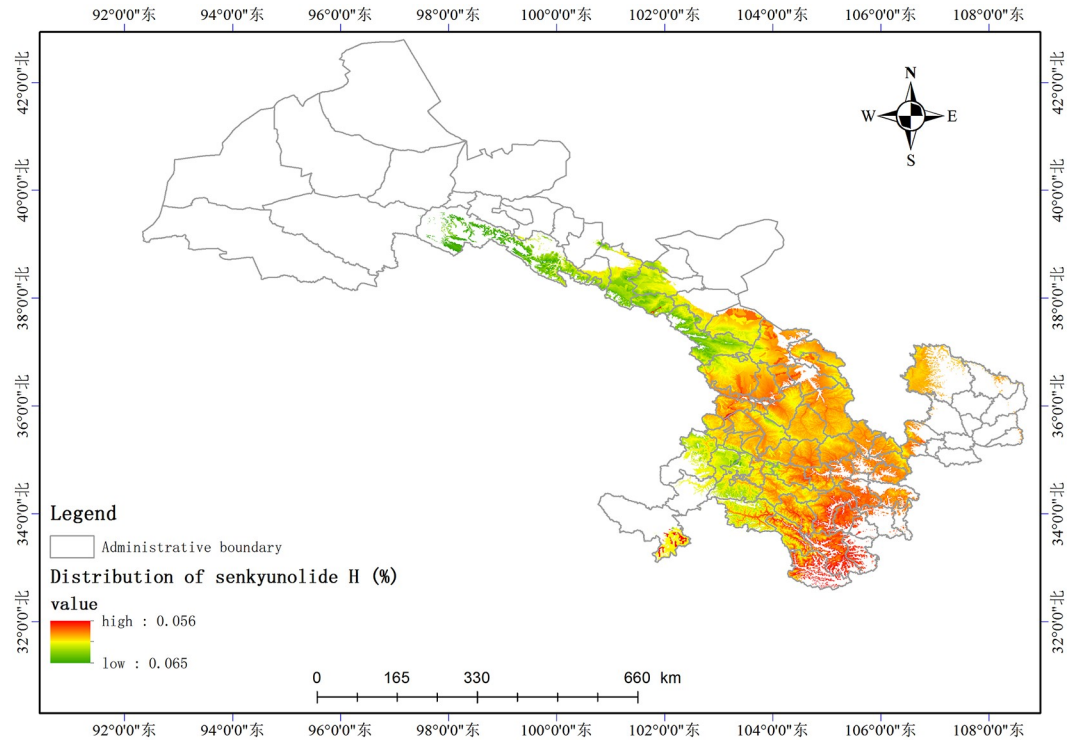 92°0'0"东 94°0'0"东 96°0'0"东 98°0'0"东 100°0'0"东 102°0'0"东 104°0'0"东 106°0'0"东 108°0'0"东
42°0'0"北 42°0'0"北
N
W E
S
40°0'0"北 40°0'0"北
38°0'0"北 38°0'0"北
36°0'0"北 36°0'0"北
34°0'0"北 34°0'0"北
Legend
Administrative boundary
Distribution of senkyunolide H (%)
value
high : 0.056
low : 0.065
32°0'0"北 32°0'0"北
0 165 330 660 km
92°0'0"东 94°0'0"东 96°0'0"东 98°0'0"东 100°0'0"东 102°0'0"东 104°0'0"东 106°0'0"东 108°0'0"东